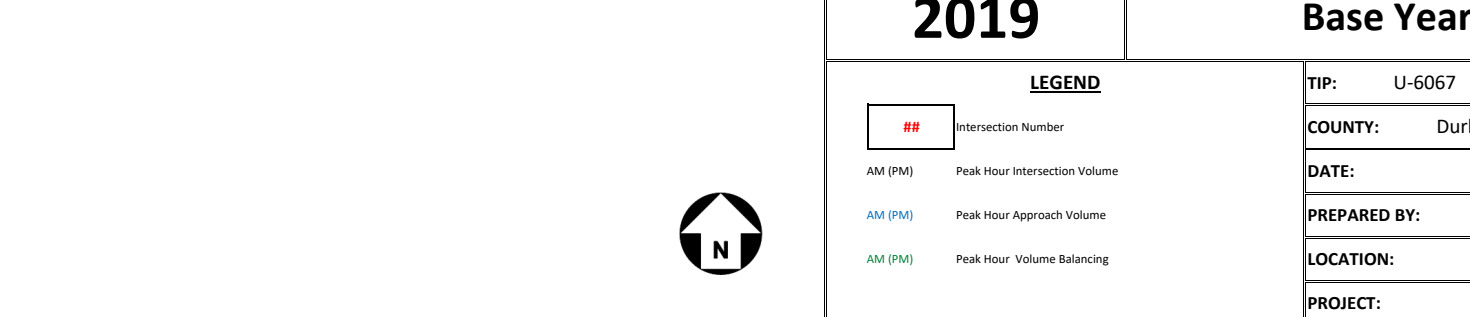 2019
Base Year
LEGEND
## Intersection Number
AM (PM) Peak Hour Intersection Volume
AM (PM) Peak Hour Approach Volume
AM (PM) Peak Hour Volume Balancing
N
TIP: U-6067
COUNTY:
DATE:
PREPARED BY:
LOCATION:
PROJECT: